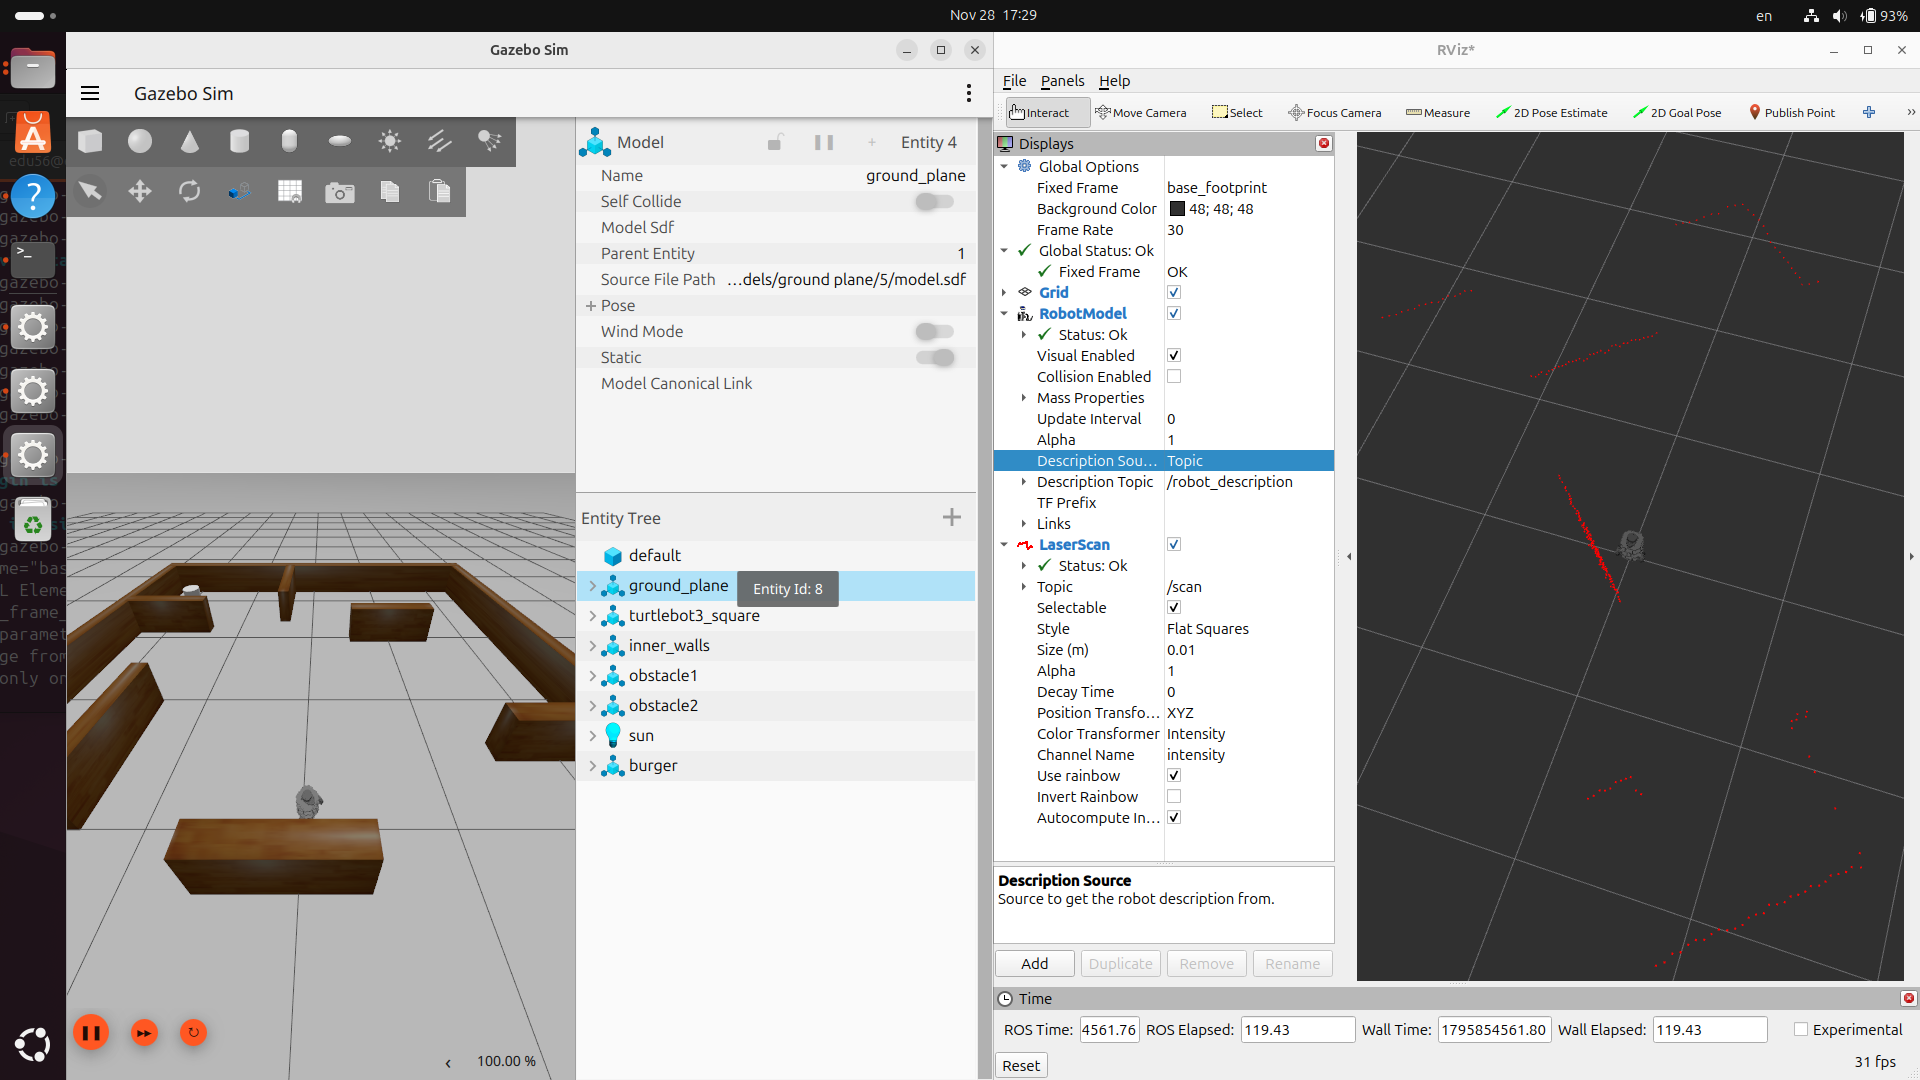 Nov 28 17:29
en
93%
Gazebo Sim
Gazebo Sim
Model
Entity 4
Name
ground_plane
Self Collide
Model Sdf
Parent Entity
1
Source File Path
...dels/ground plane/5/model.sdf
Pose
Wind Mode
Static
Model Canonical Link
Entity Tree
default
ground_plane
Entity Id: 8
turtlebot3_square
inner_walls
obstacle1
obstacle2
sun
burger
100.00 %
RViz*
File Panels Help
Interact Move Camera Select Focus Camera Measure 2D Pose Estimate 2D Goal Pose Publish Point
Displays
Global Options
Fixed Frame base_footprint
Background Color 48; 48; 48
Frame Rate 30
Global Status: Ok
Fixed Frame OK
Grid
RobotModel
Status: Ok
Visual Enabled
Collision Enabled
Mass Properties
Update Interval 0
Alpha 1
Description Sou... Topic
Description Topic /robot_description
TF Prefix
Links
LaserScan
Status: Ok
Topic /scan
Selectable
Style Flat Squares
Size (m) 0.01
Alpha 1
Decay Time 0
Position Transfo... XYZ
Color Transformer Intensity
Channel Name intensity
Use rainbow
Invert Rainbow
Autocompute In...
Description Source
Source to get the robot description from.
Add Duplicate Remove Rename
Time
ROS Time: 4561.76 ROS Elapsed: 119.43 Wall Time: 1795854561.80 Wall Elapsed: 119.43 Experimental
Reset
31 fps